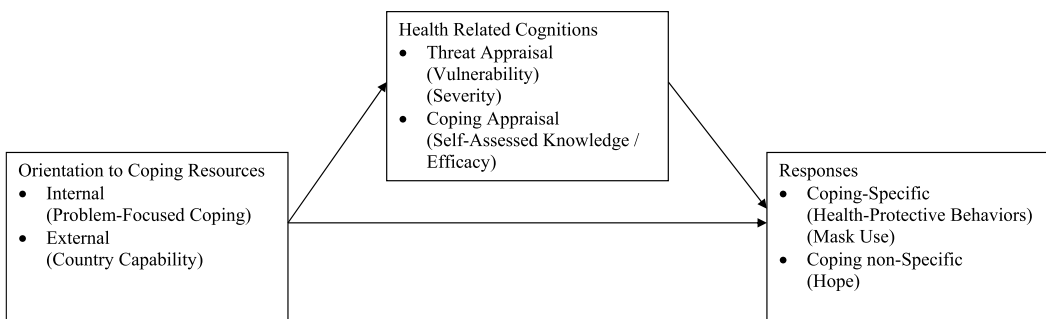 Health Related Cognitions
• Threat Appraisal
(Vulnerability)
(Severity)
• Coping Appraisal
(Self-Assessed Knowledge /
Efficacy)
Orientation to Coping Resources
• Internal
(Problem-Focused Coping)
• External
(Country Capability)
Responses
• Coping-Specific
(Health-Protective Behaviors)
(Mask Use)
• Coping non-Specific
(Hope)